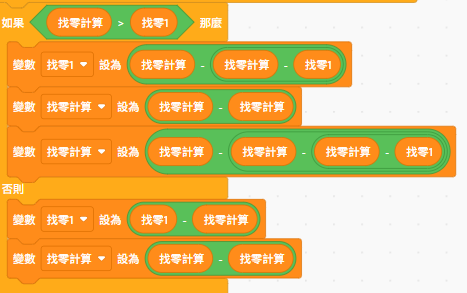 如果 找零計算 > 找零1 那麼
變數 找零1 設為 找零計算 - 找零計算 - 找零1
變數 找零計算 設為 找零計算 - 找零計算
變數 找零計算 設為 找零計算 - 找零計算 - 找零計算 - 找零1
否則
變數 找零1 設為 找零1 - 找零計算
變數 找零計算 設為 找零計算 - 找零計算